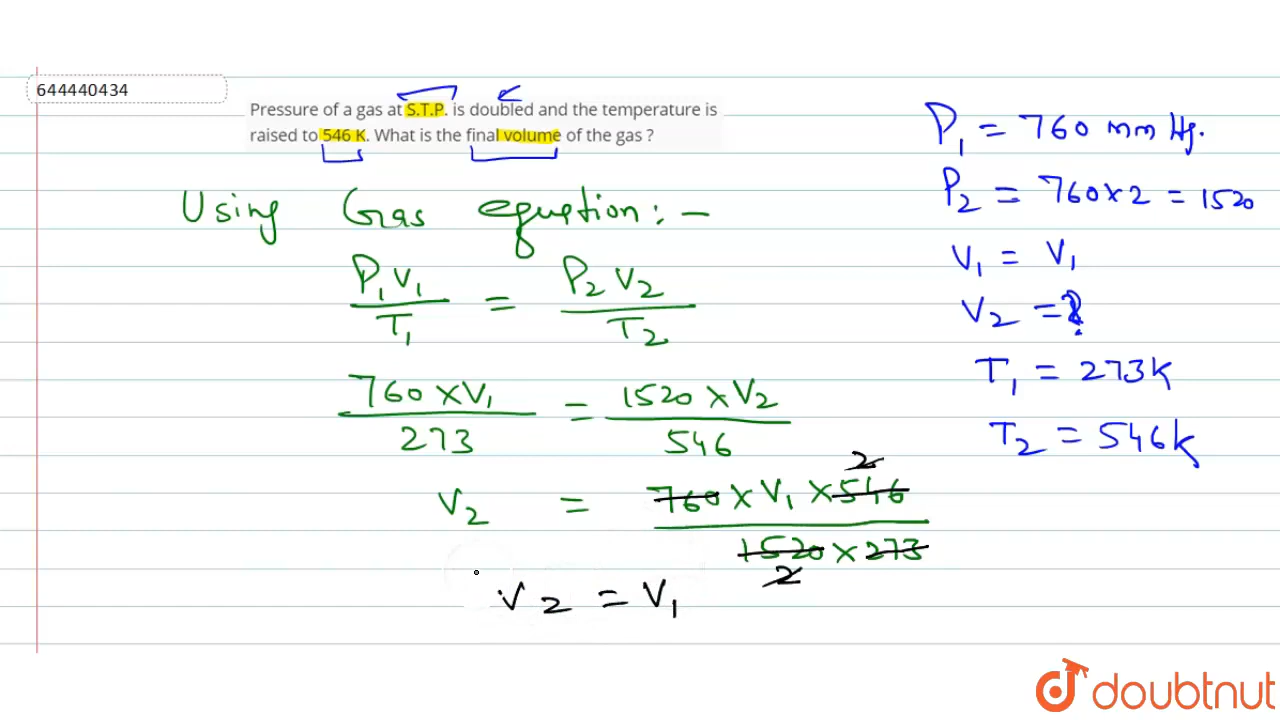 644440434
Pressure of a gas at S.T.P. is doubled and the temperature is
raised to 546 K. What is the final volume of the gas ?
P₁ = 760 mm Hg.
P₂ = 760×2 = 1520
V₁ = V₁
V₂ = ?
T₁ = 273K
T₂ = 546K
Using Gas equetion:-
P₁V₁/T₁ = P₂V₂/T₂
760×V₁/273 = 1520×V₂/546
2
V₂ = 760×V₁×546/1520×273
2
V₂ = V₁
doubtnut